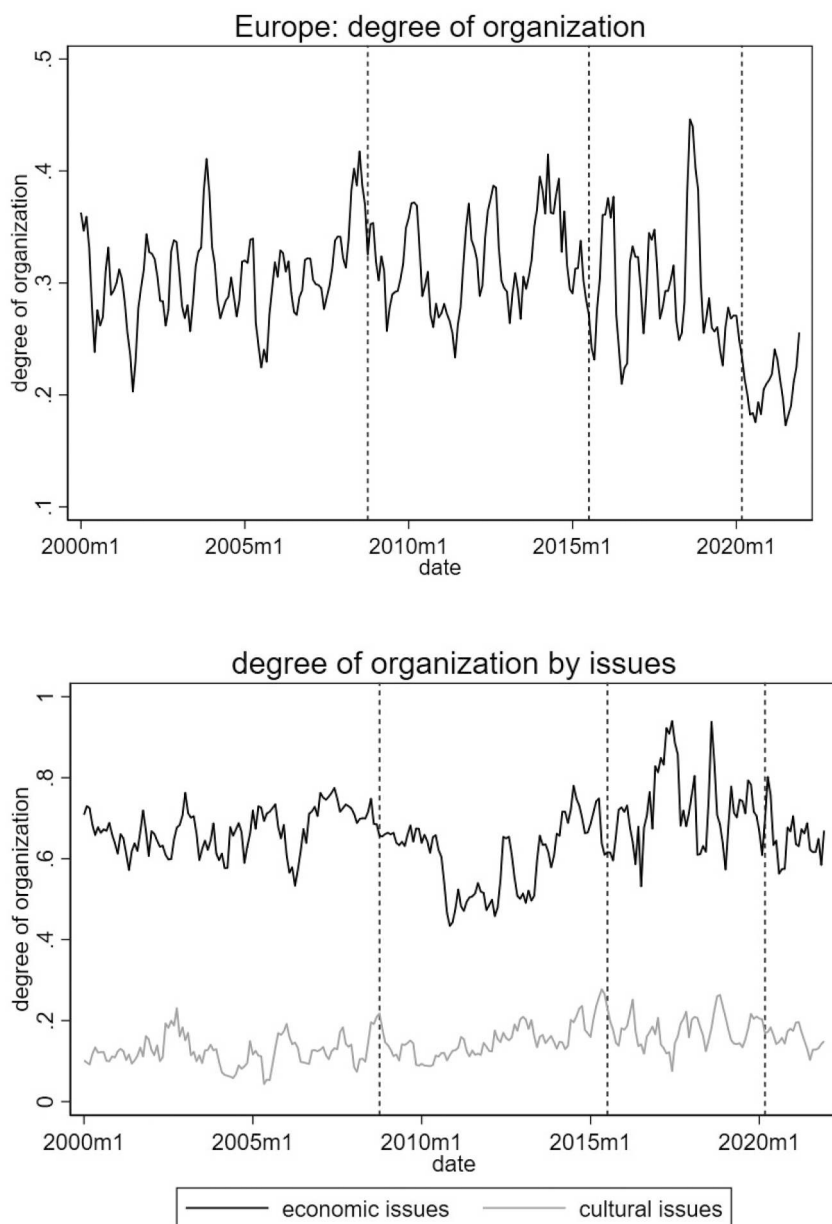 Europe: degree of organization
degree of organization
.5
.4
.3
.2
.1
2000m1 2005m1 2010m1 2015m1 2020m1
date
degree of organization by issues
degree of organization
1
.8
.6
.4
.2
0
2000m1 2005m1 2010m1 2015m1 2020m1
date
economic issues cultural issues